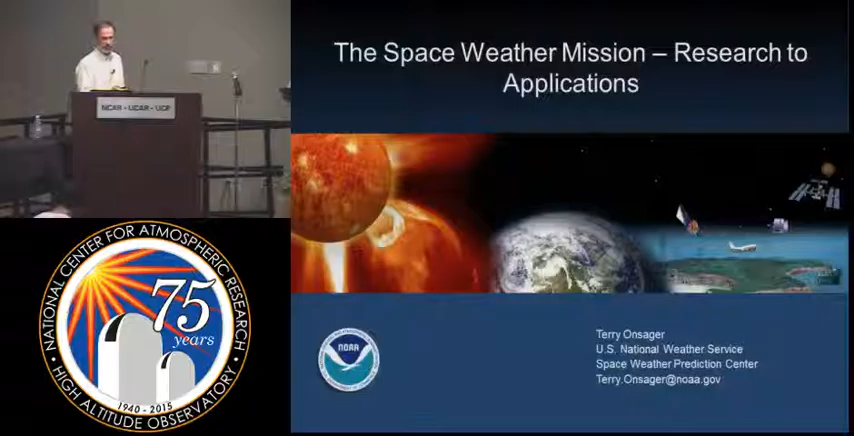 NCAR - UCAR - UCP
The Space Weather Mission – Research to
Applications
NATIONAL CENTER FOR ATMOSPHERIC RESEARCH
75
years
1940 - 2015
HIGH ALTITUDE OBSERVATORY
NOAA
Terry Onsager
U.S. National Weather Service
Space Weather Prediction Center
Terry.Onsager@noaa.gov